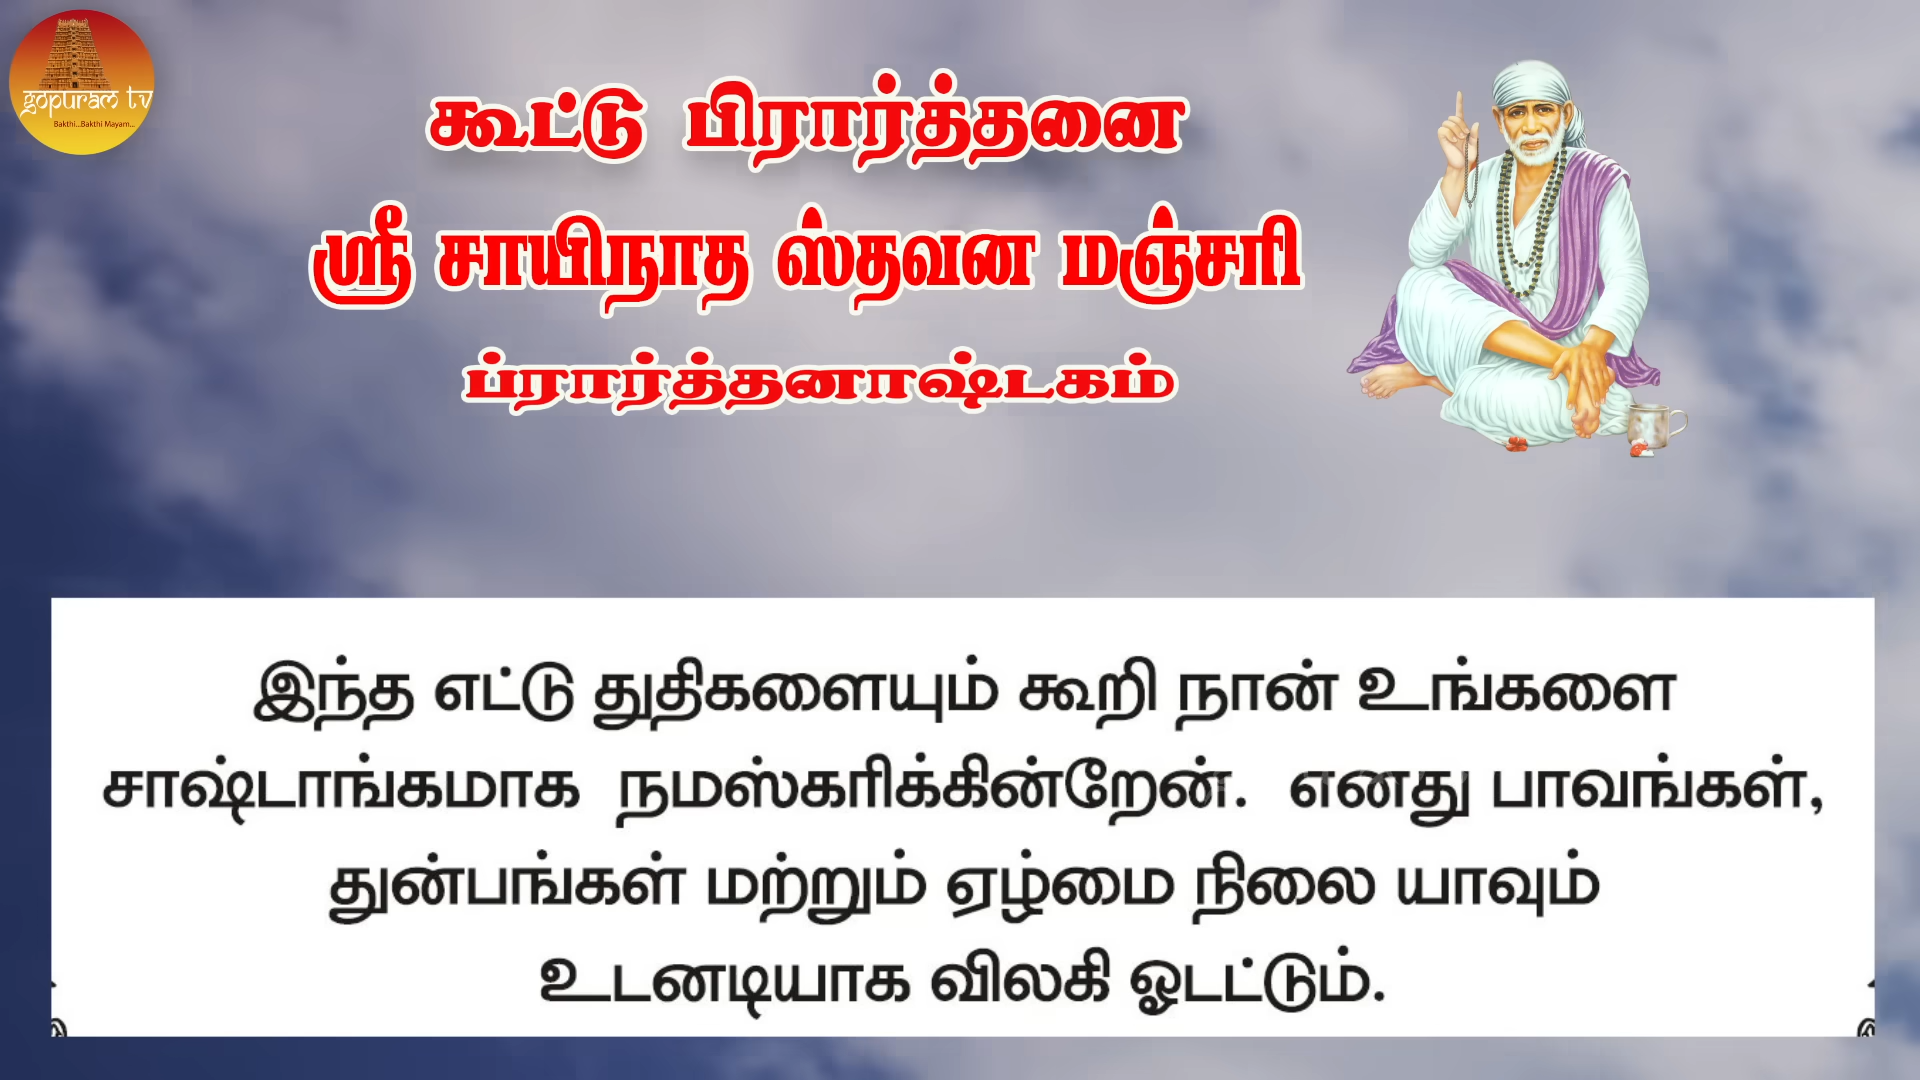 gopuram tv
Bakthi...Bakthi Mayam...
கூட்டு பிரார்த்தனை
ஸ்ரீ சாயிநாத ஸ்தவன மஞ்சரி
ப்ரார்த்தனாஷ்டகம்
இந்த எட்டு துதிகளையும் கூறி நான் உங்களை
சாஷ்டாங்கமாக நமஸ்கரிக்கின்றேன். எனது பாவங்கள்,
துன்பங்கள் மற்றும் ஏழ்மை நிலை யாவும்
உடனடியாக விலகி ஓடட்டும்.